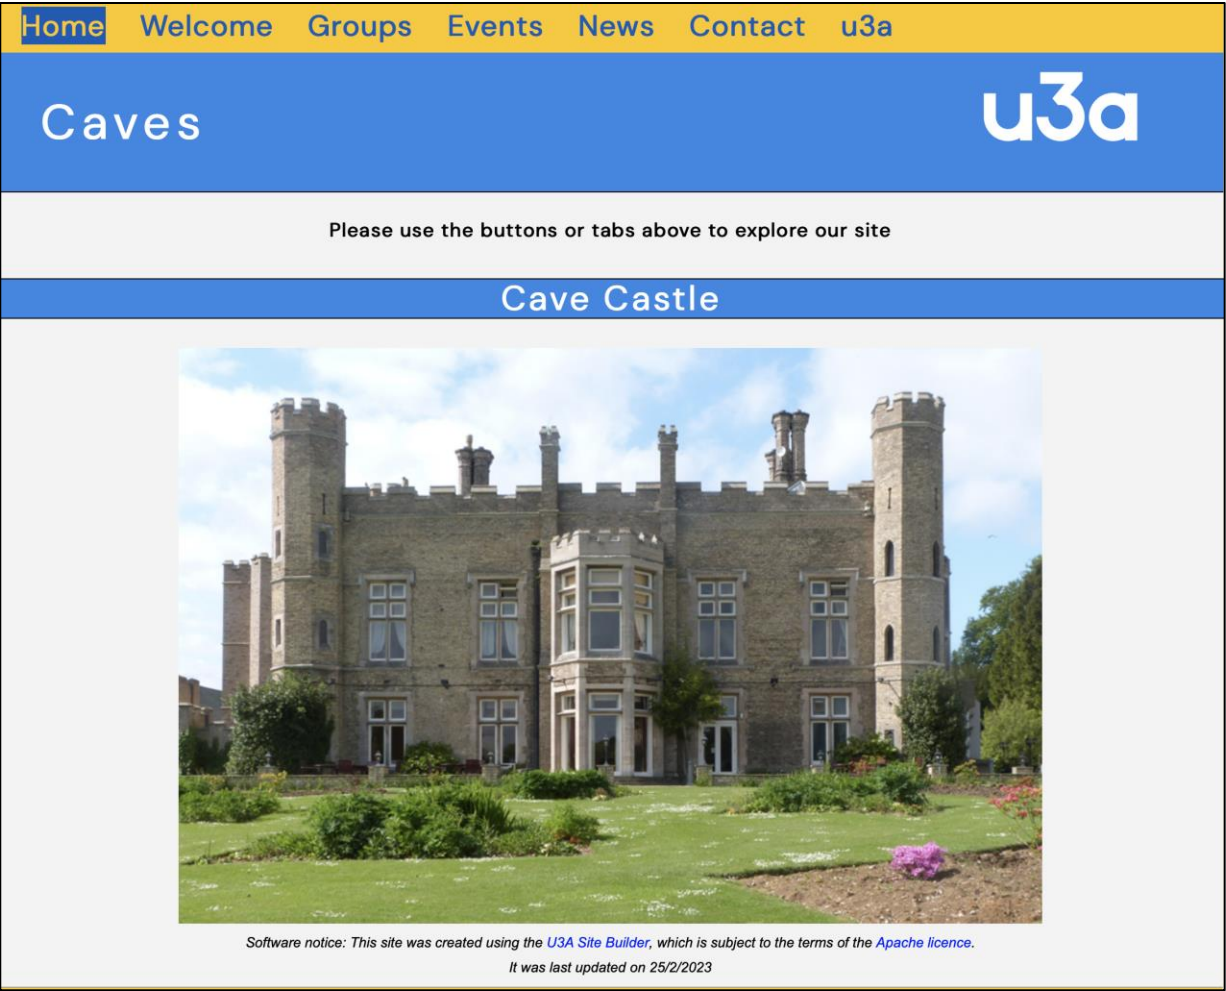 Home Welcome Groups Events News Contact u3a
Caves
u3a
Please use the buttons or tabs above to explore our site
Cave Castle
Software notice: This site was created using the U3A Site Builder, which is subject to the terms of the Apache licence.
It was last updated on 25/2/2023